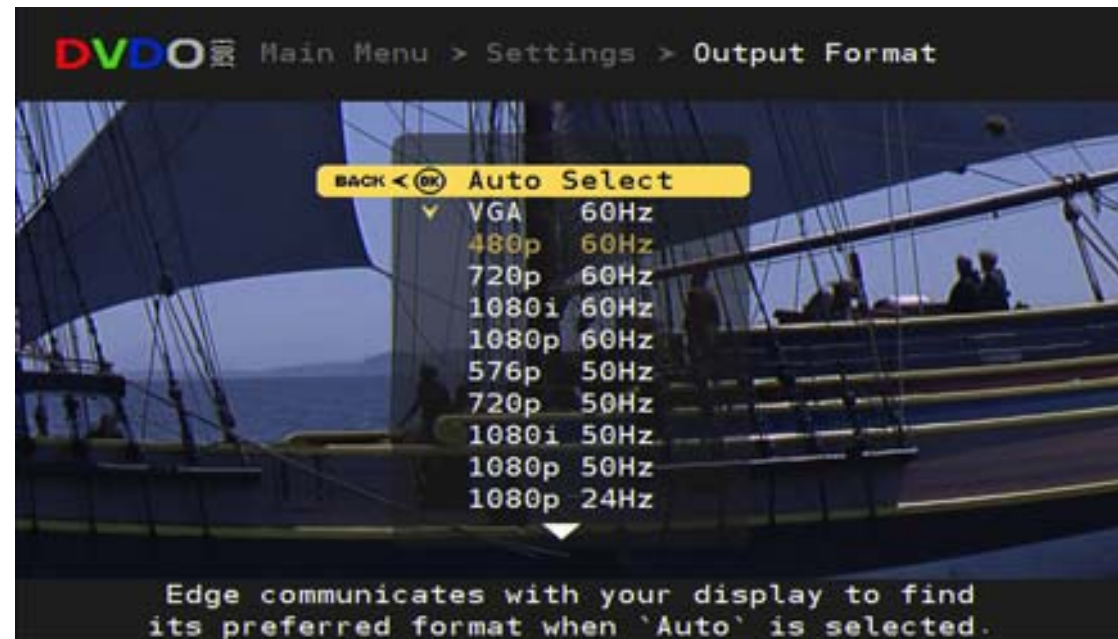 DVDO EDGE Main Menu > Settings > Output Format
BACK < OK Auto Select
VGA 60Hz
480p 60Hz
720p 60Hz
1080i 60Hz
1080p 60Hz
576p 50Hz
720p 50Hz
1080i 50Hz
1080p 50Hz
1080p 24Hz
Edge communicates with your display to find
its preferred format when `Auto` is selected.